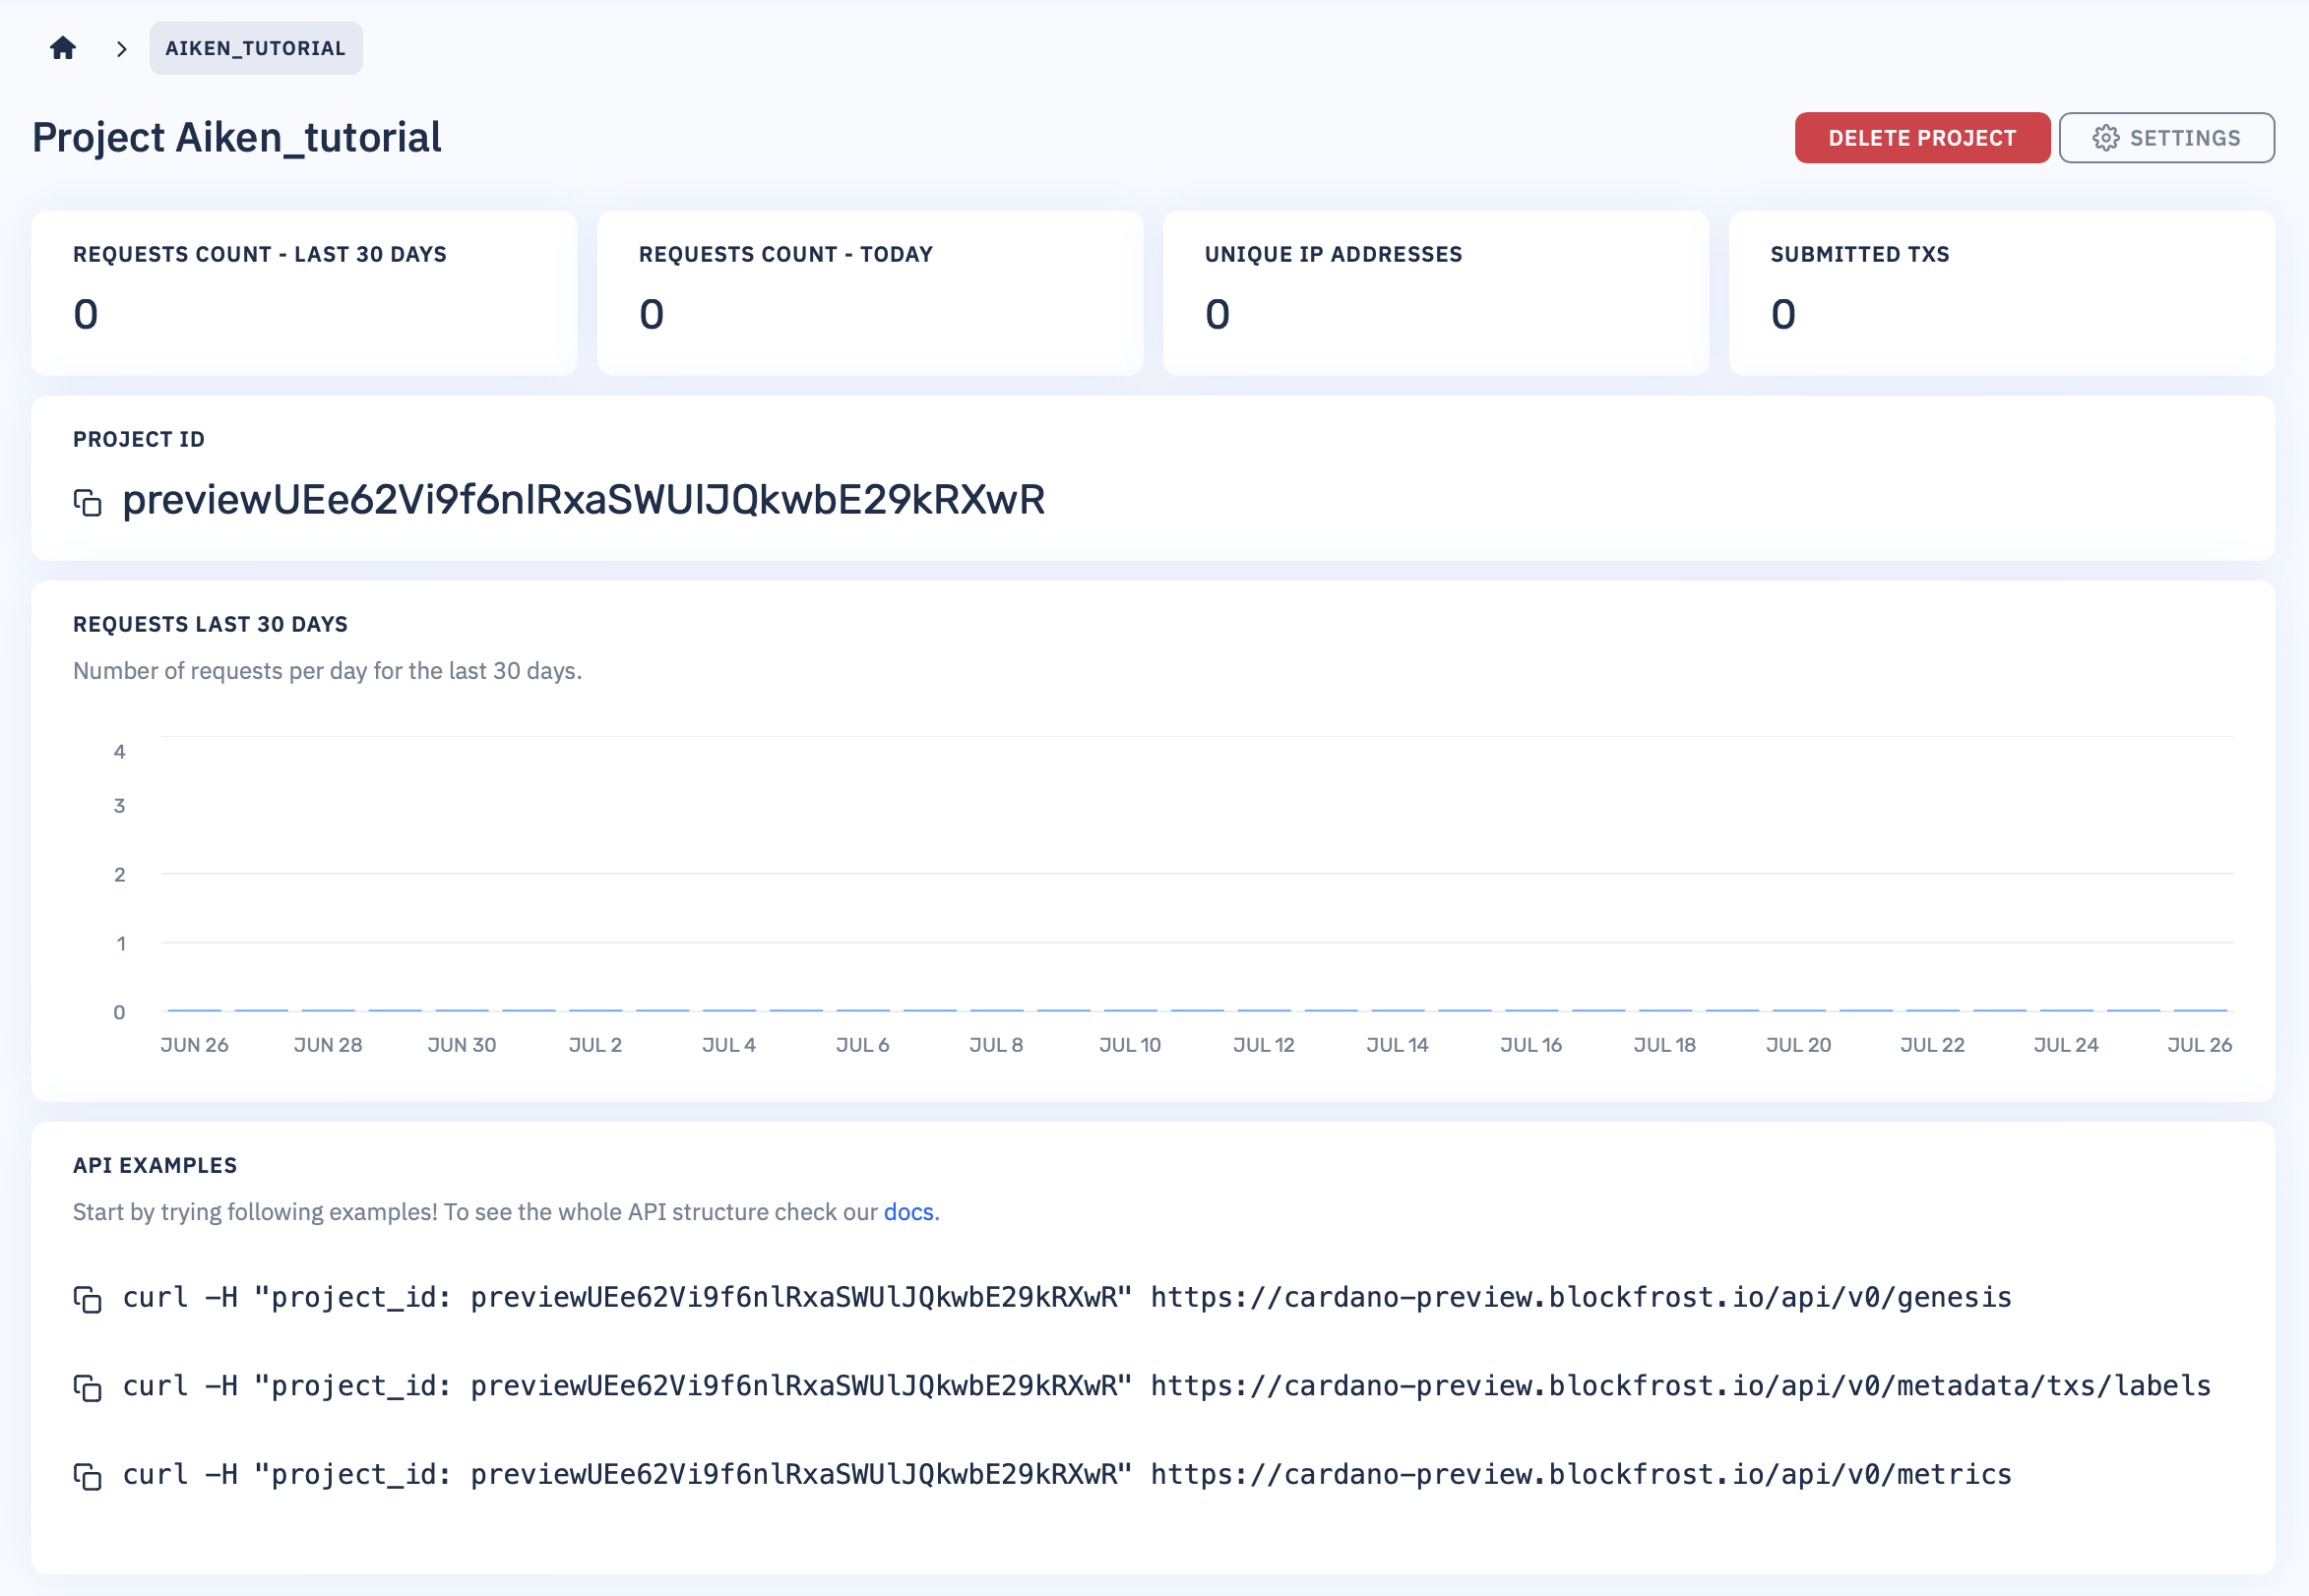 AIKEN_TUTORIAL
Project Aiken_tutorial
DELETE PROJECT
SETTINGS
REQUESTS COUNT - LAST 30 DAYS
0
REQUESTS COUNT - TODAY
0
UNIQUE IP ADDRESSES
0
SUBMITTED TXS
0
PROJECT ID
previewUEe62Vi9f6nlRxaSWUlJQkwbE29kRXwR
REQUESTS LAST 30 DAYS
Number of requests per day for the last 30 days.
4
3
2
1
0
JUN 26 JUN 28 JUN 30 JUL 2 JUL 4 JUL 6 JUL 8 JUL 10 JUL 12 JUL 14 JUL 16 JUL 18 JUL 20 JUL 22 JUL 24 JUL 26
API EXAMPLES
Start by trying following examples! To see the whole API structure check our docs.
curl -H "project_id: previewUEe62Vi9f6nlRxaSWUlJQkwbE29kRXwR" https://cardano-preview.blockfrost.io/api/v0/genesis
curl -H "project_id: previewUEe62Vi9f6nlRxaSWUlJQkwbE29kRXwR" https://cardano-preview.blockfrost.io/api/v0/metadata/txs/labels
curl -H "project_id: previewUEe62Vi9f6nlRxaSWUlJQkwbE29kRXwR" https://cardano-preview.blockfrost.io/api/v0/metrics